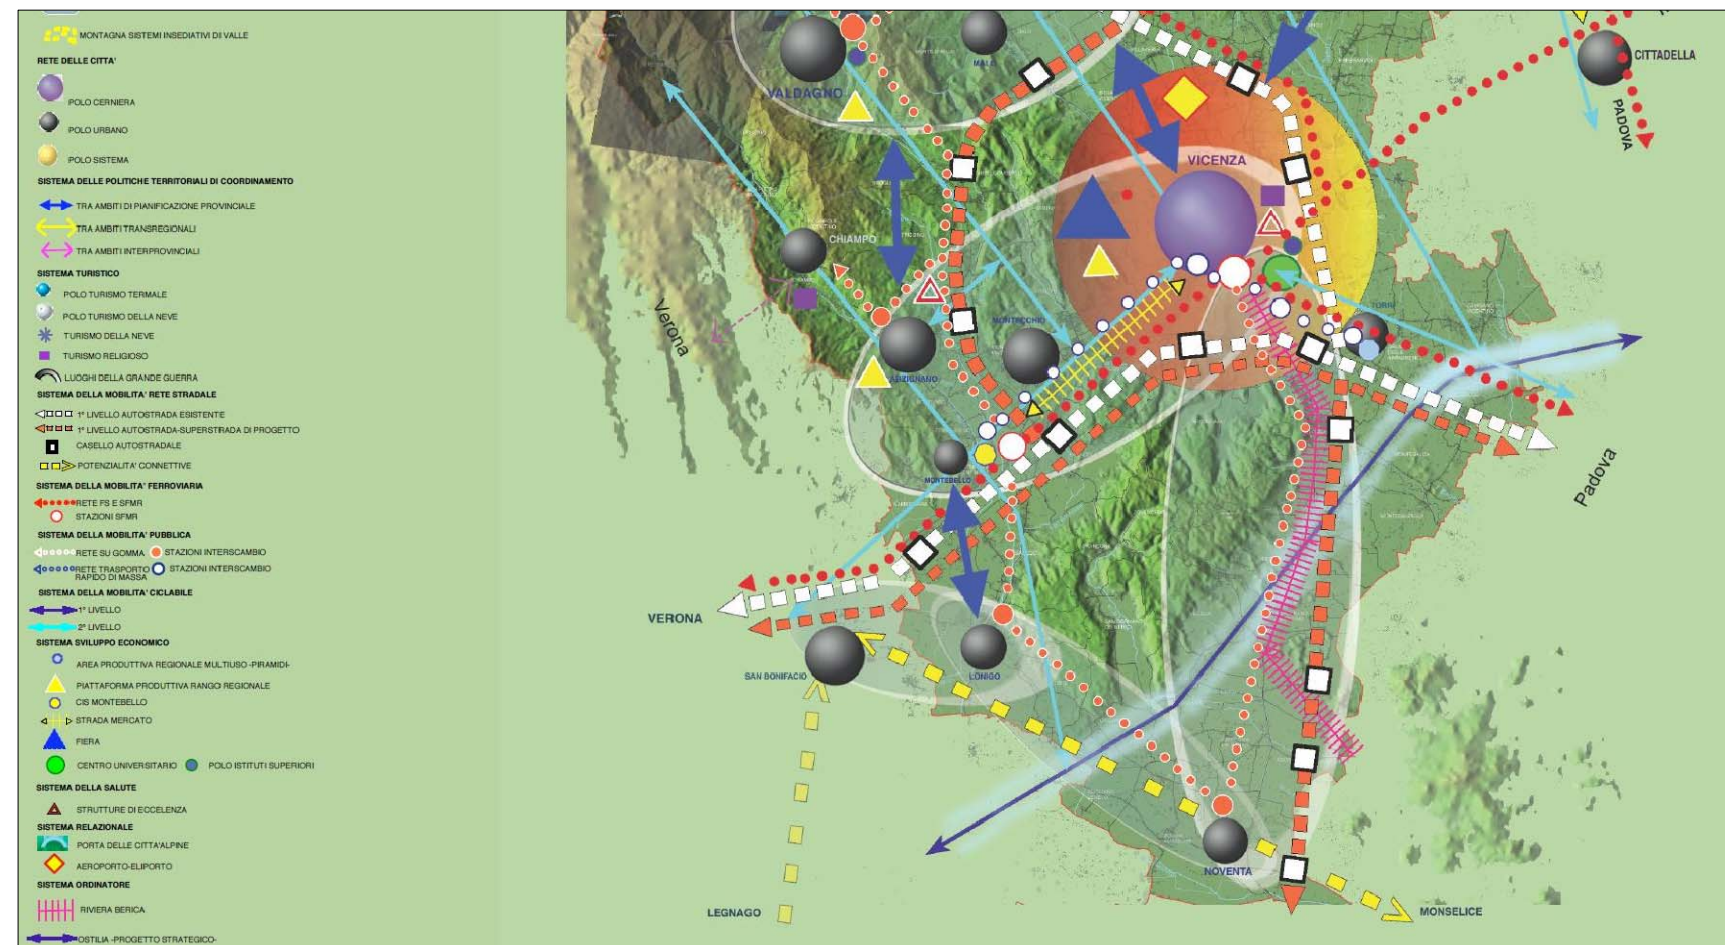 MONTAGNA SISTEMI INSEDIATIVI DI VALLE
RETE DELLE CITTA'
POLO CERNIERA
POLO URBANO
POLO SISTEMA
SISTEMA DELLE POLITICHE TERRITORIALI DI COORDINAMENTO
TRA AMBITI DI PIANIFICAZIONE PROVINCIALE
TRA AMBITI TRANSREGIONALI
TRA AMBITI INTERPROVINCIALI
SISTEMA TURISTICO
POLO TURISMO TERMALE
POLO TURISMO DELLA NEVE
TURISMO DELLA NEVE
TURISMO RELIGIOSO
LUOGHI DELLA GRANDE GUERRA
SISTEMA DELLA MOBILITA' RETE STRADALE
1° LIVELLO AUTOSTRADA ESISTENTE
1° LIVELLO AUTOSTRADA-SUPERSTRADA DI PROGETTO
CASELLO AUTOSTRADALE
POTENZIALITA' CONNETTIVE
SISTEMA DELLA MOBILITA' FERROVIARIA
RETE FS E SFMR
STAZIONI SFMR
SISTEMA DELLA MOBILITA' PUBBLICA
RETE SU GOMMA STAZIONI INTERSCAMBIO
RETE TRASPORTO STAZIONI INTERSCAMBIO
RAPIDO DI MASSA
SISTEMA DELLA MOBILITA' CICLABILE
1° LIVELLO
2° LIVELLO
SISTEMA SVILUPPO ECONOMICO
AREA PRODUTTIVA REGIONALE MULTIUSO -PIRAMIDI-
PIATTAFORMA PRODUTTIVA RANGO REGIONALE
CIS MONTEBELLO
STRADA MERCATO
FIERA
CENTRO UNIVERSITARIO POLO ISTITUTI SUPERIORI
SISTEMA DELLA SALUTE
STRUTTURE DI ECCELENZA
SISTEMA RELAZIONALE
PORTA DELLE CITTA'ALPINE
AEROPORTO-ELIIPORTO
SISTEMA ORDINATORE
RIVIERA BERICA
OSTILIA -PROGETTO STRATEGICO-
MALO
CITTADELLA
VALDAGNO
PADOVA
VICENZA
CHIAMPO
Verona
MONTECCHIO
ARZIGNANO
MONTEBELLO
Padova
VERONA
SAN BONIFACIO
LONIGO
NOVENTA
LEGNAGO
MONSELICE